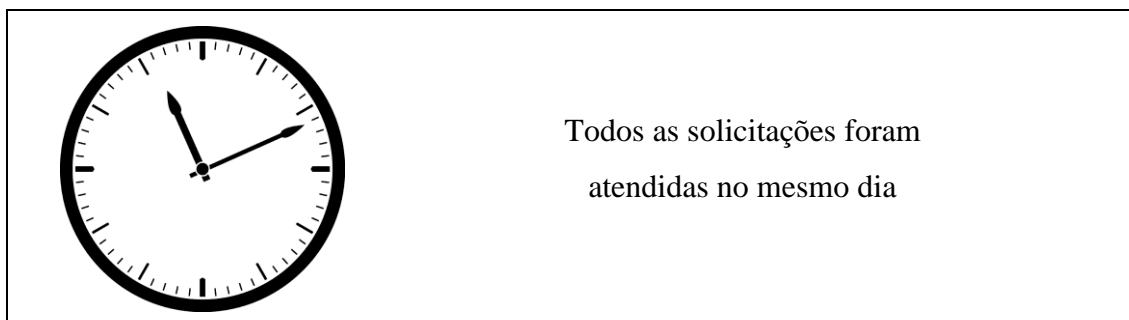 Todos as solicitações foram
atendidas no mesmo dia